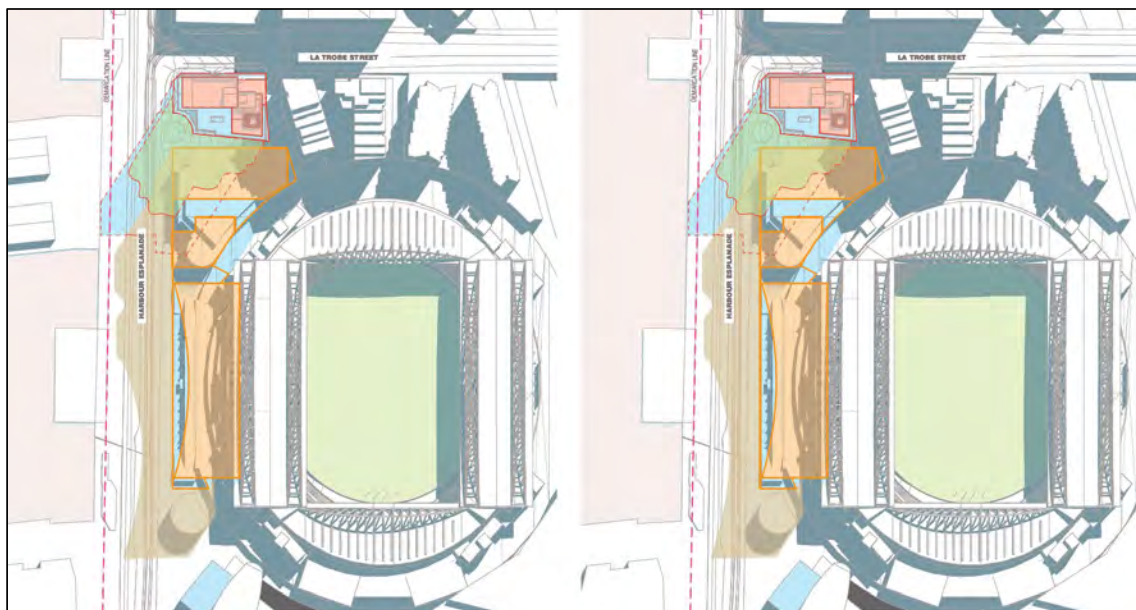 LA TROBE STREET
DEMARCATION LINE
HARBOUR ESPLANADE
LA TROBE STREET
DEMARCATION LINE
HARBOUR ESPLANADE